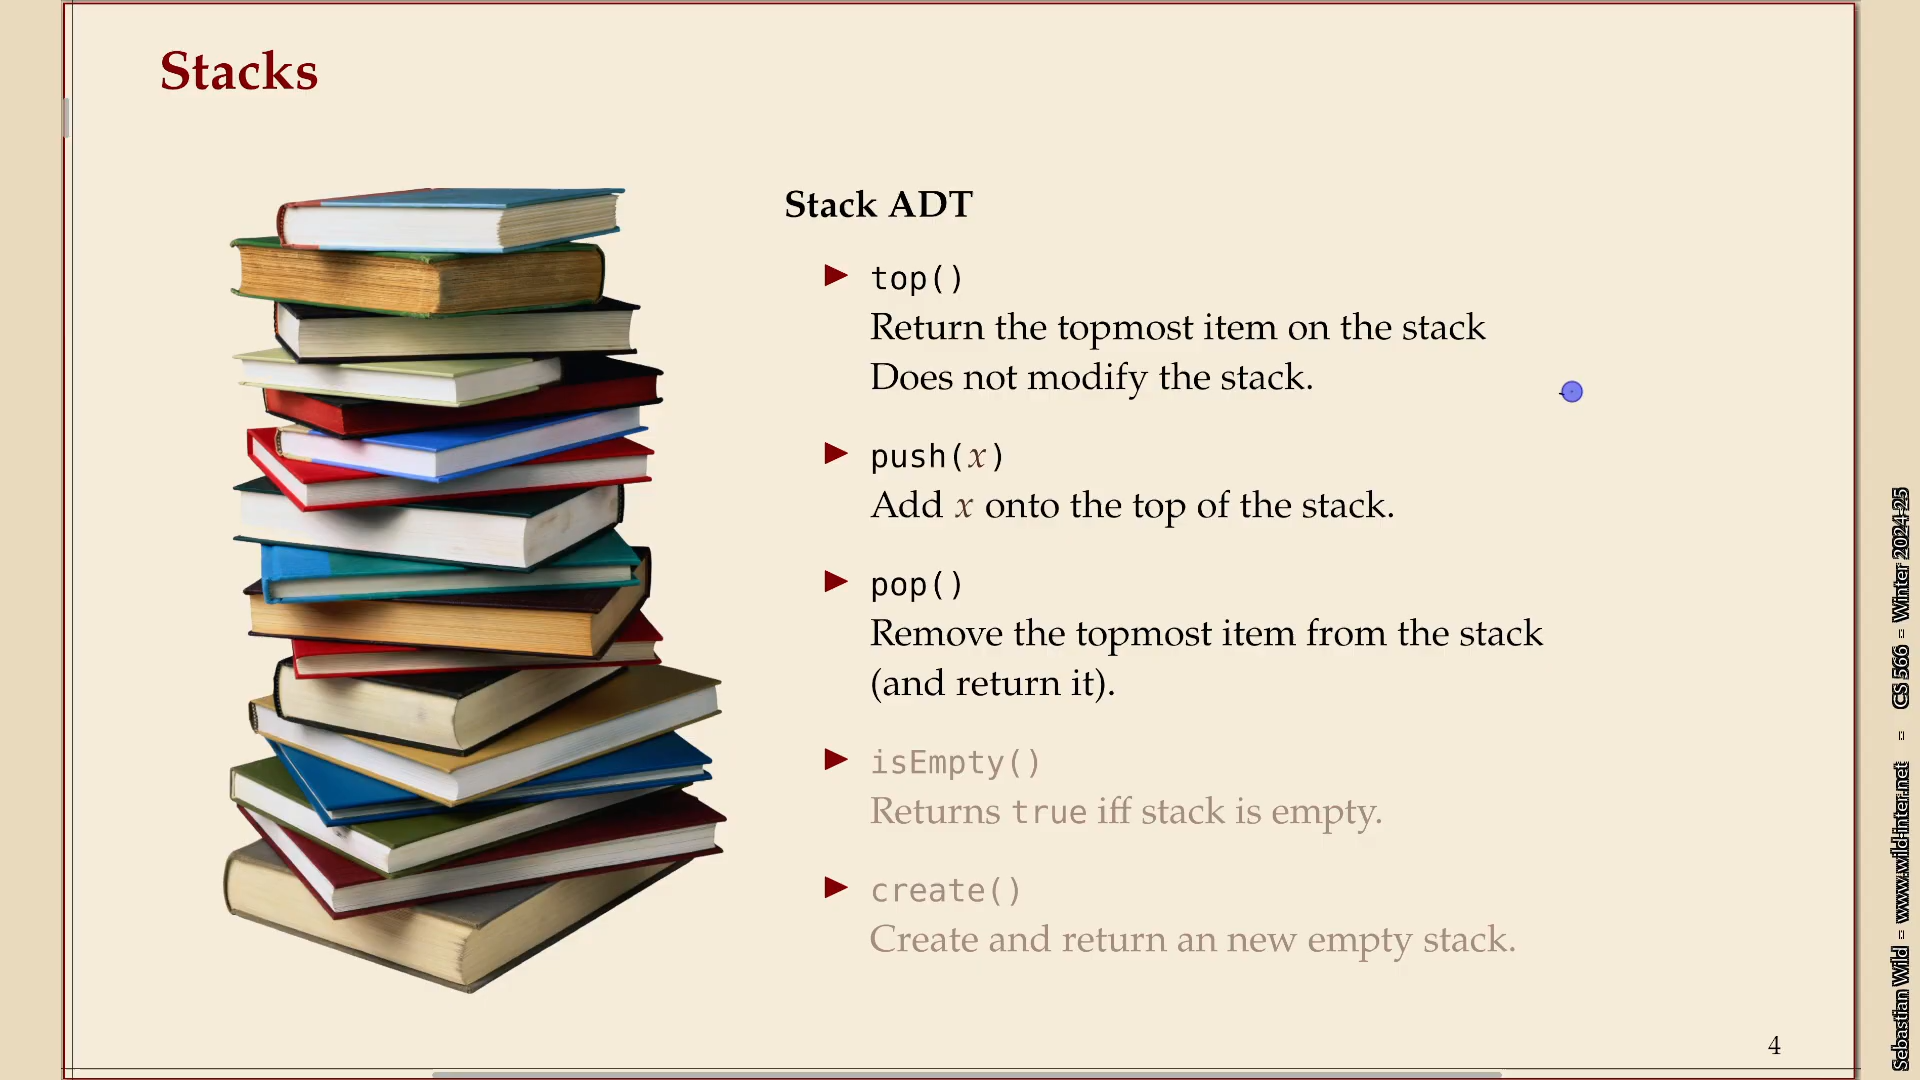 Stacks
Stack ADT
▶ top()
Return the topmost item on the stack
Does not modify the stack.
▶ push(x)
Add x onto the top of the stack.
▶ pop()
Remove the topmost item from the stack
(and return it).
▶ isEmpty()
Returns true iff stack is empty.
▶ create()
Create and return an new empty stack.
4
Sebastian Wild – www.wild-inter.net – CS 566 – Winter 2024-25